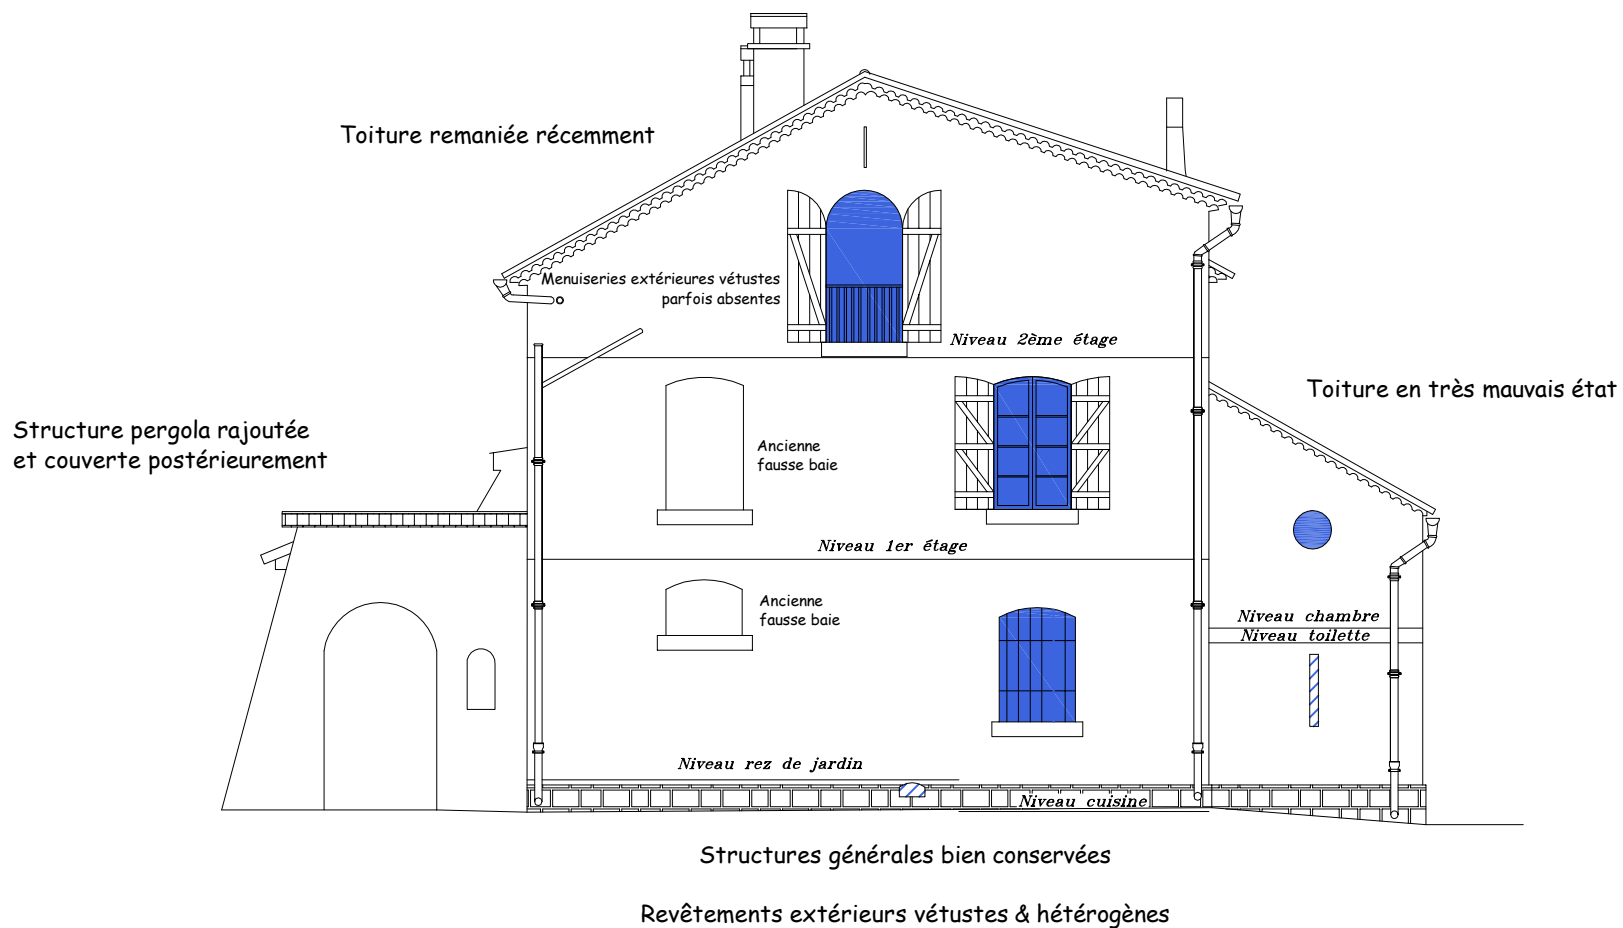 Toiture remaniée récemment
Menuiseries extérieures vétustes
parfois absentes
Niveau 2ème étage
Toiture en très mauvais état
Structure pergola rajoutée
et couverte postérieurement
Ancienne
fausse baie
Niveau 1er étage
Ancienne
fausse baie
Niveau chambre
Niveau toilette
Niveau rez de jardin
Niveau cuisine
Structures générales bien conservées
Revêtements extérieurs vétustes & hétérogènes